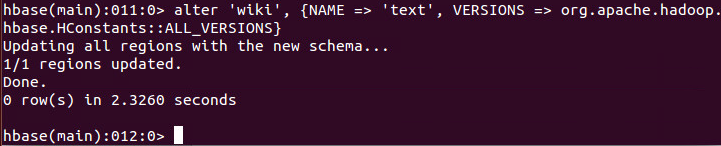 hbase(main):011:0> alter 'wiki', {NAME => 'text', VERSIONS => org.apache.hadoop.
hbase.HConstants::ALL_VERSIONS}
Updating all regions with the new schema...
1/1 regions updated.
Done.
0 row(s) in 2.3260 seconds
hbase(main):012:0>